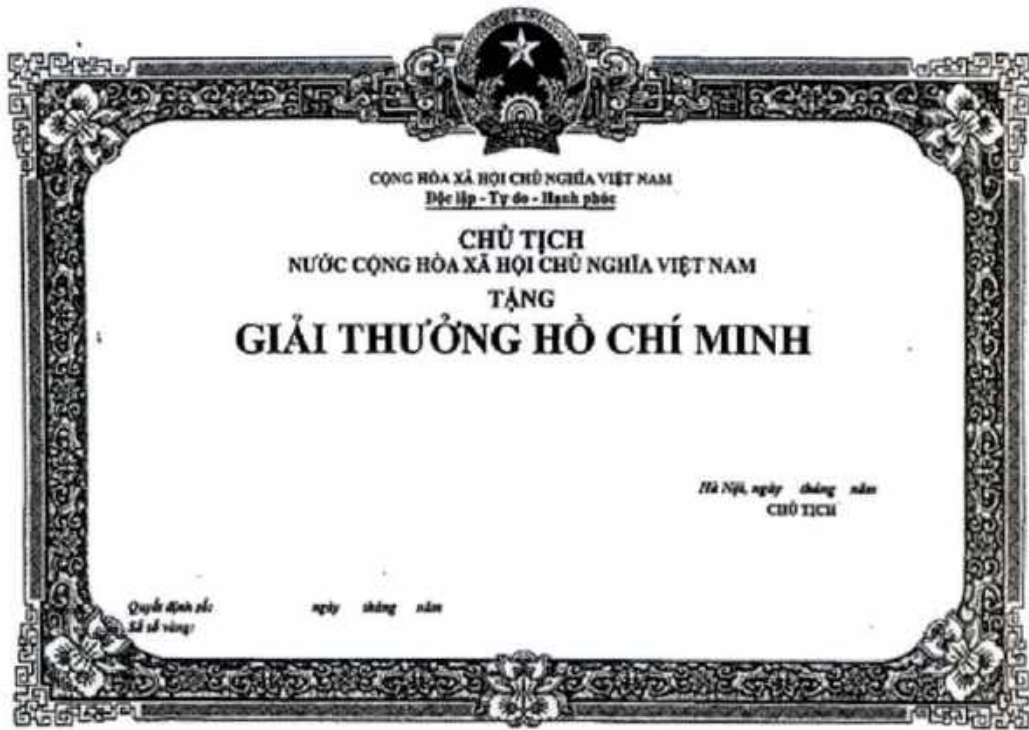 CỘNG HÒA XÃ HỘI CHỦ NGHĨA VIỆT NAM
Độc lập - Tự do - Hạnh phúc
CHỦ TỊCH
NƯỚC CỘNG HÒA XÃ HỘI CHỦ NGHĨA VIỆT NAM
TẶNG
GIẢI THƯỞNG HỒ CHÍ MINH
Hà Nội, ngày tháng năm
CHỦ TỊCH
Quyết định số: ngày tháng năm
Số sổ vàng: